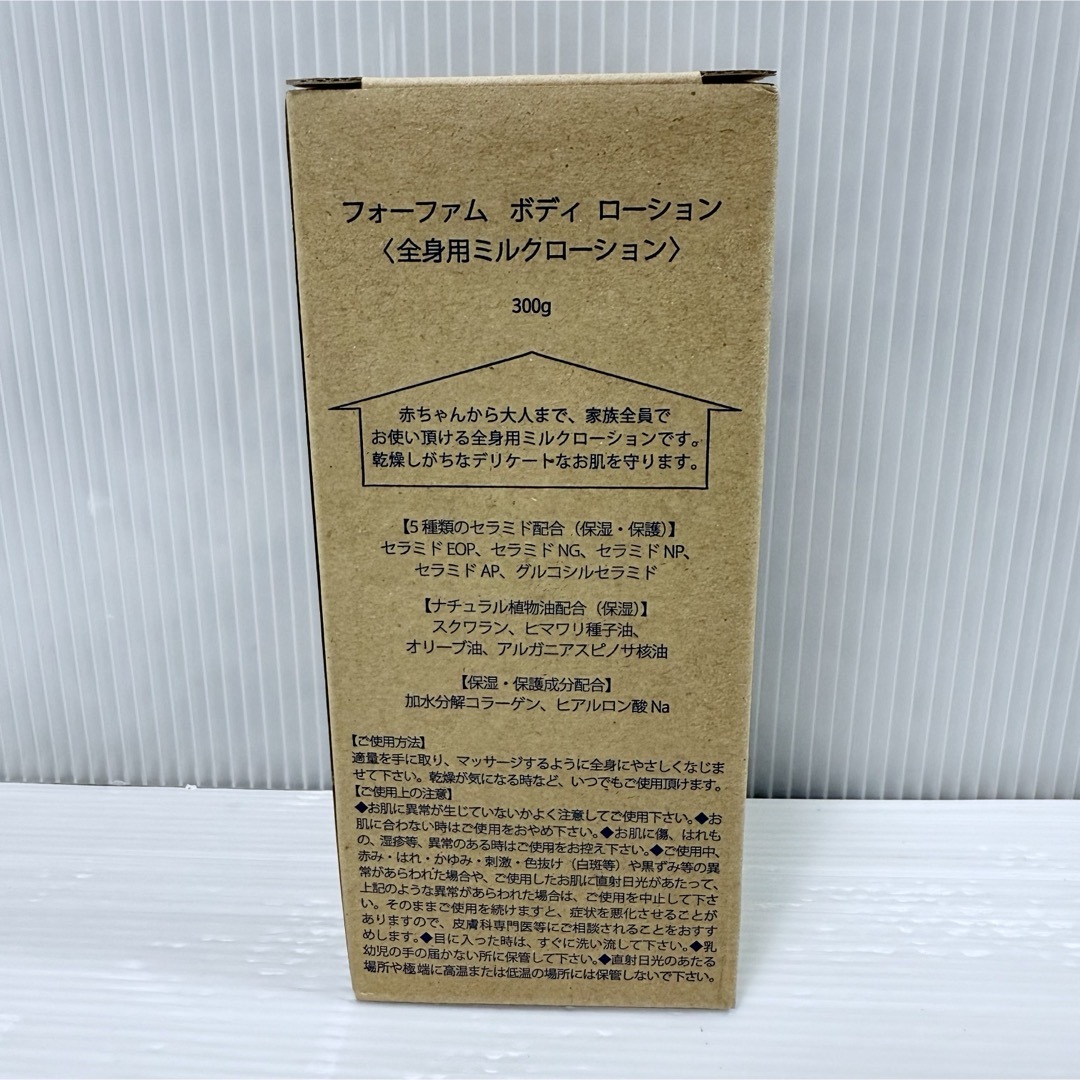 フォーファム ボディ ローション
〈全身用ミルクローション〉
300g
赤ちゃんから大人まで、家族全員で
お使い頂ける全身用ミルクローションです。
乾燥しがちなデリケートなお肌を守ります。
【5種類のセラミド配合（保湿・保護）】
セラミドEOP、セラミドNG、セラミドNP、
セラミドAP、グルコシルセラミド
【ナチュラル植物油配合（保湿）】
スクワラン、ヒマワリ種子油、
オリーブ油、アルガニアスピノサ核油
【保湿・保護成分配合】
加水分解コラーゲン、ヒアルロン酸Na
【ご使用方法】
適量を手に取り、マッサージするように全身にやさしくなじま
せて下さい。乾燥が気になる時など、いつでもご使用頂けます。
【ご使用上の注意】
◆お肌に異常が生じていないかよく注意してご使用下さい。◆お
肌に合わない時はご使用をおやめ下さい。◆お肌に傷、はれも
の、湿疹等、異常のある時はご使用をお控え下さい。◆ご使用中、
赤み・はれ・かゆみ・刺激・色抜け（白斑等）や黒ずみ等の異
常があらわれた場合や、ご使用したお肌に直射日光があたって、
上記のような異常があらわれた場合は、ご使用を中止して下さ
い。そのままご使用を続けますと、症状を悪化させることが
ありますので、皮膚科専門医等にご相談されることをおすす
めします。◆目に入った時は、すぐに洗い流して下さい。◆乳
幼児の手の届かない所に保管して下さい。◆直射日光のあたる
場所や極端に高温または低温の場所には保管しないで下さい。